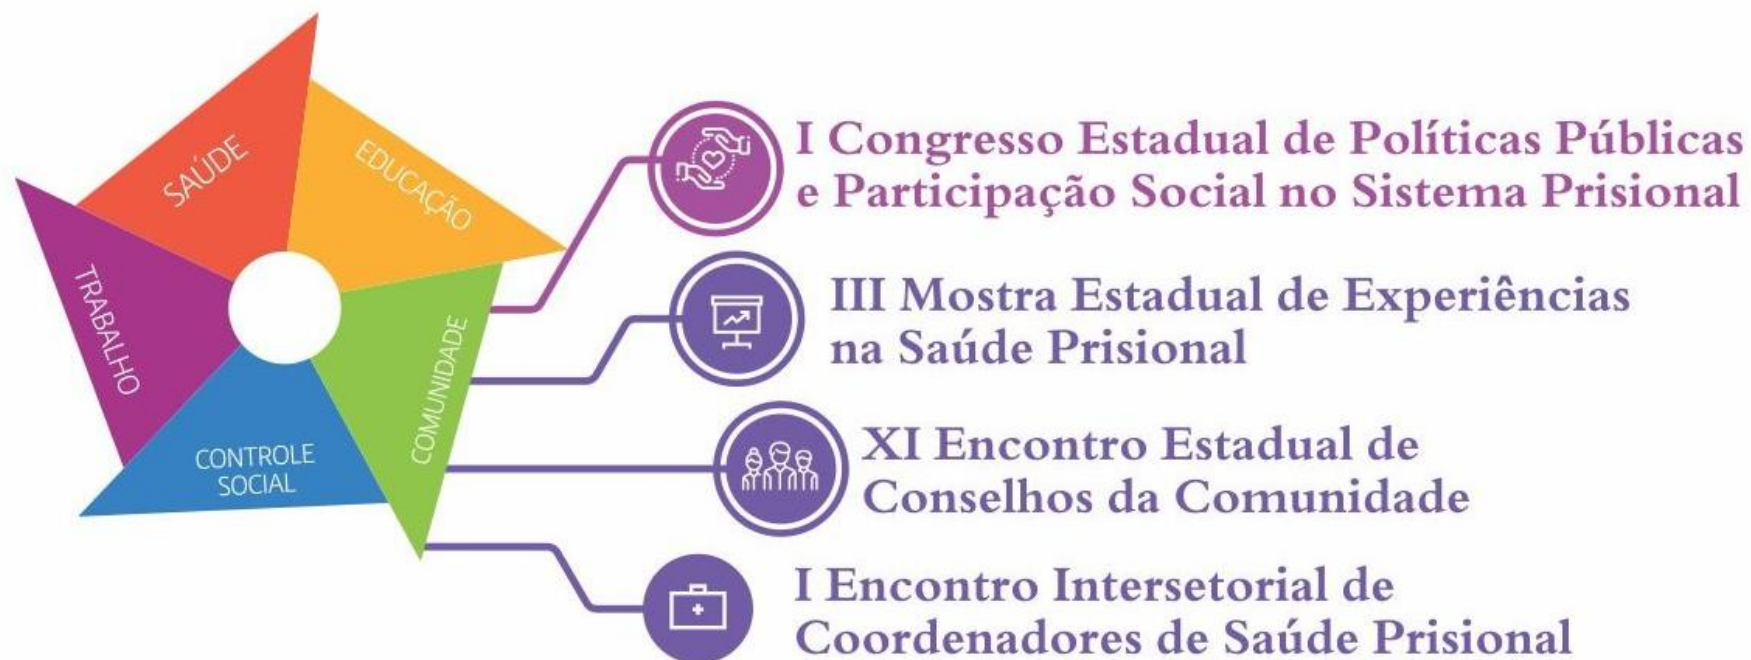 SAÚDE
EDUCAÇÃO
TRABALHO
COMUNIDADE
CONTROLE
SOCIAL
I Congresso Estadual de Políticas Públicas
e Participação Social no Sistema Prisional
III Mostra Estadual de Experiências
na Saúde Prisional
XI Encontro Estadual de
Conselhos da Comunidade
I Encontro Intersetorial de
Coordenadores de Saúde Prisional